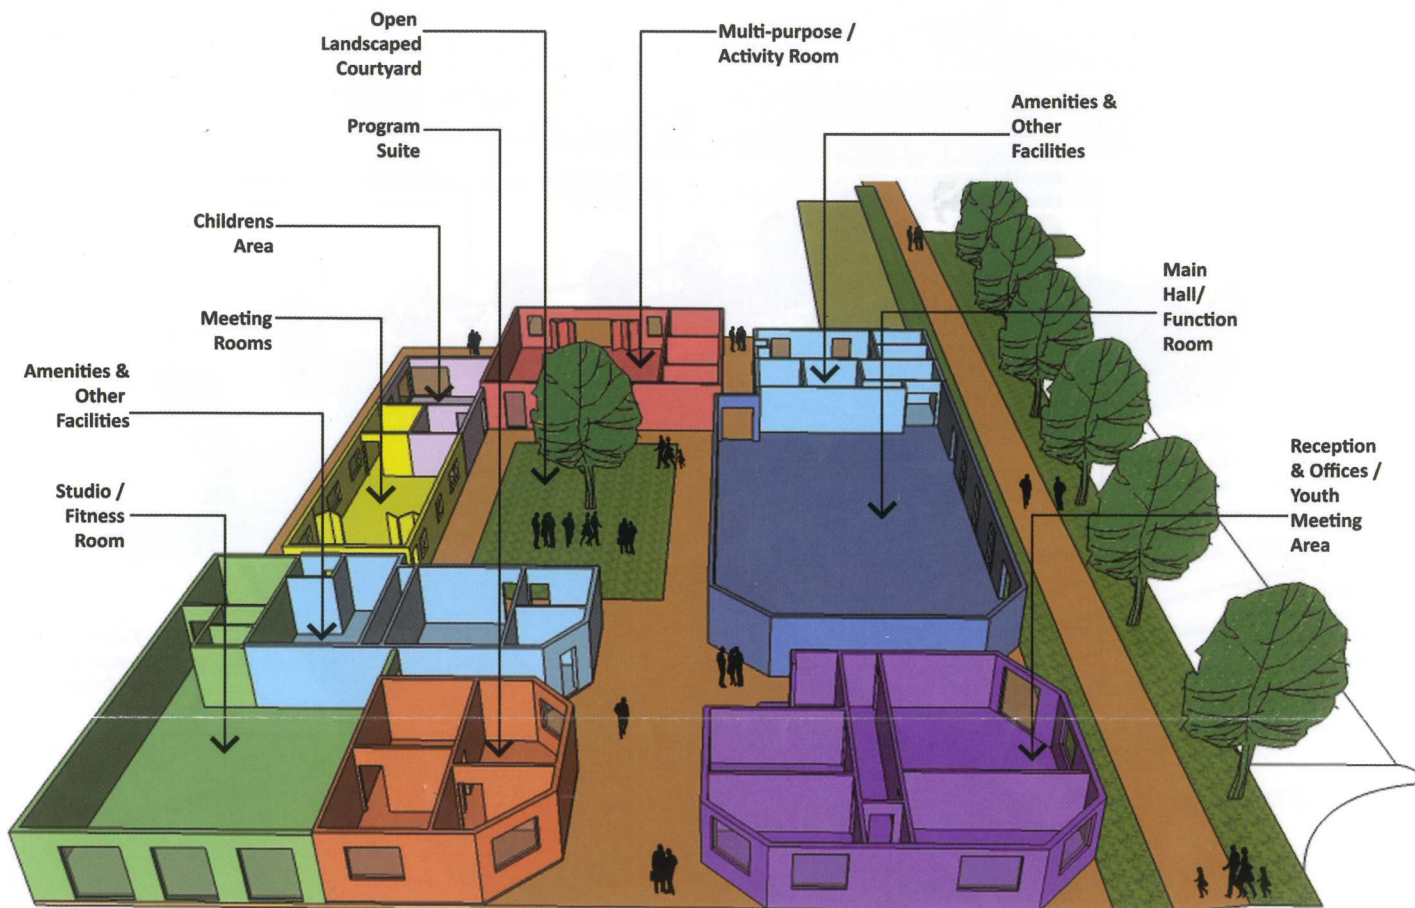 Open
Landscaped
Courtyard
Multi-purpose /
Activity Room
Program
Suite
Amenities &
Other
Facilities
Childrens
Area
Main
Hall/
Function
Room
Meeting
Rooms
Amenities &
Other
Facilities
Reception
& Offices /
Youth
Meeting
Area
Studio /
Fitness
Room